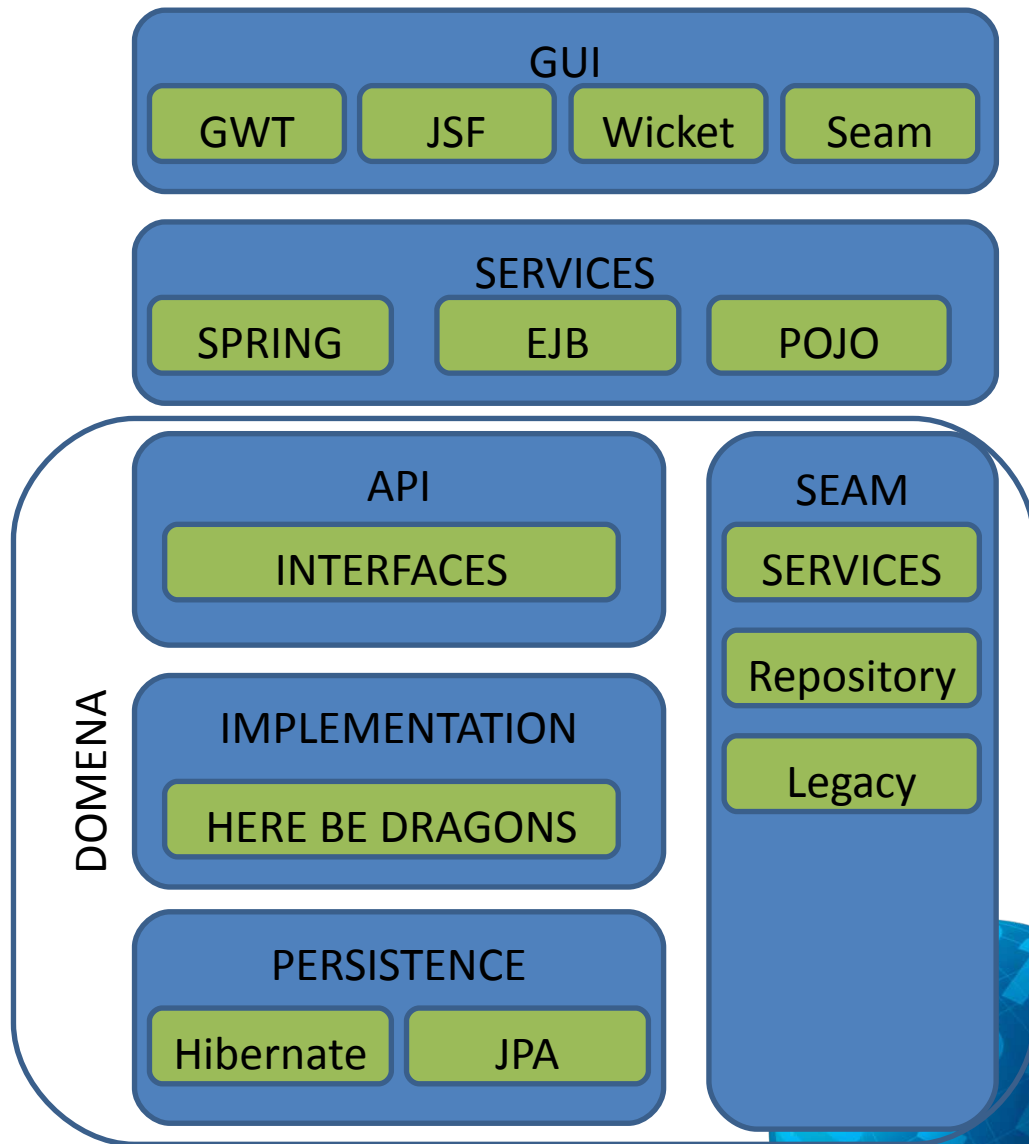 GUI
GWT
JSF
Wicket
Seam
SERVICES
SPRING
EJB
POJO
DOMENA
API
INTERFACES
IMPLEMENTATION
HERE BE DRAGONS
PERSISTENCE
Hibernate
JPA
SEAM
SERVICES
Repository
Legacy